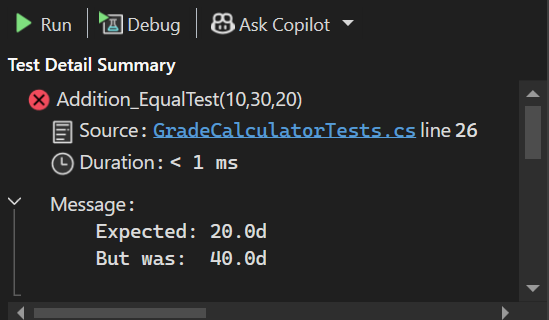 Run Debug Ask Copilot
Test Detail Summary
Addition_EqualTest(10,30,20)
Source: GradeCalculatorTests.cs line 26
Duration: < 1 ms
Message:
Expected: 20.0d
But was: 40.0d